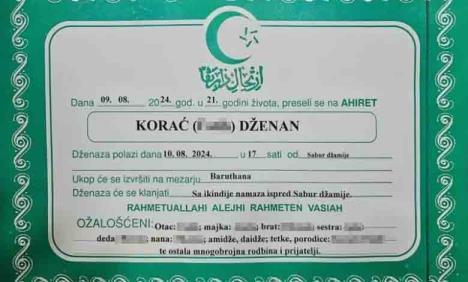 Dana 09. 08. 2024. god. u 21. godini života, preseli se na AHIRET
KORAĆ ( ) DŽENAN
Dženaza polazi dana 10.08. 2024. u 17 sati od Sabur džamije
Ukop će se izvršiti na mezarju Baruthana
Dženaza će se klanjati Sa ikindije namaza ispred Sabur džamije.
RAHMETUALLAHI ALEJHI RAHMETEN VASIAH
OŽALOŠĆENI: Otac: ; majka: ; brat: sestra:
deda ; nana: ; amidže, daidže; tetke, porodice:
te ostala mnogobrojna rodbina i prijatelji.